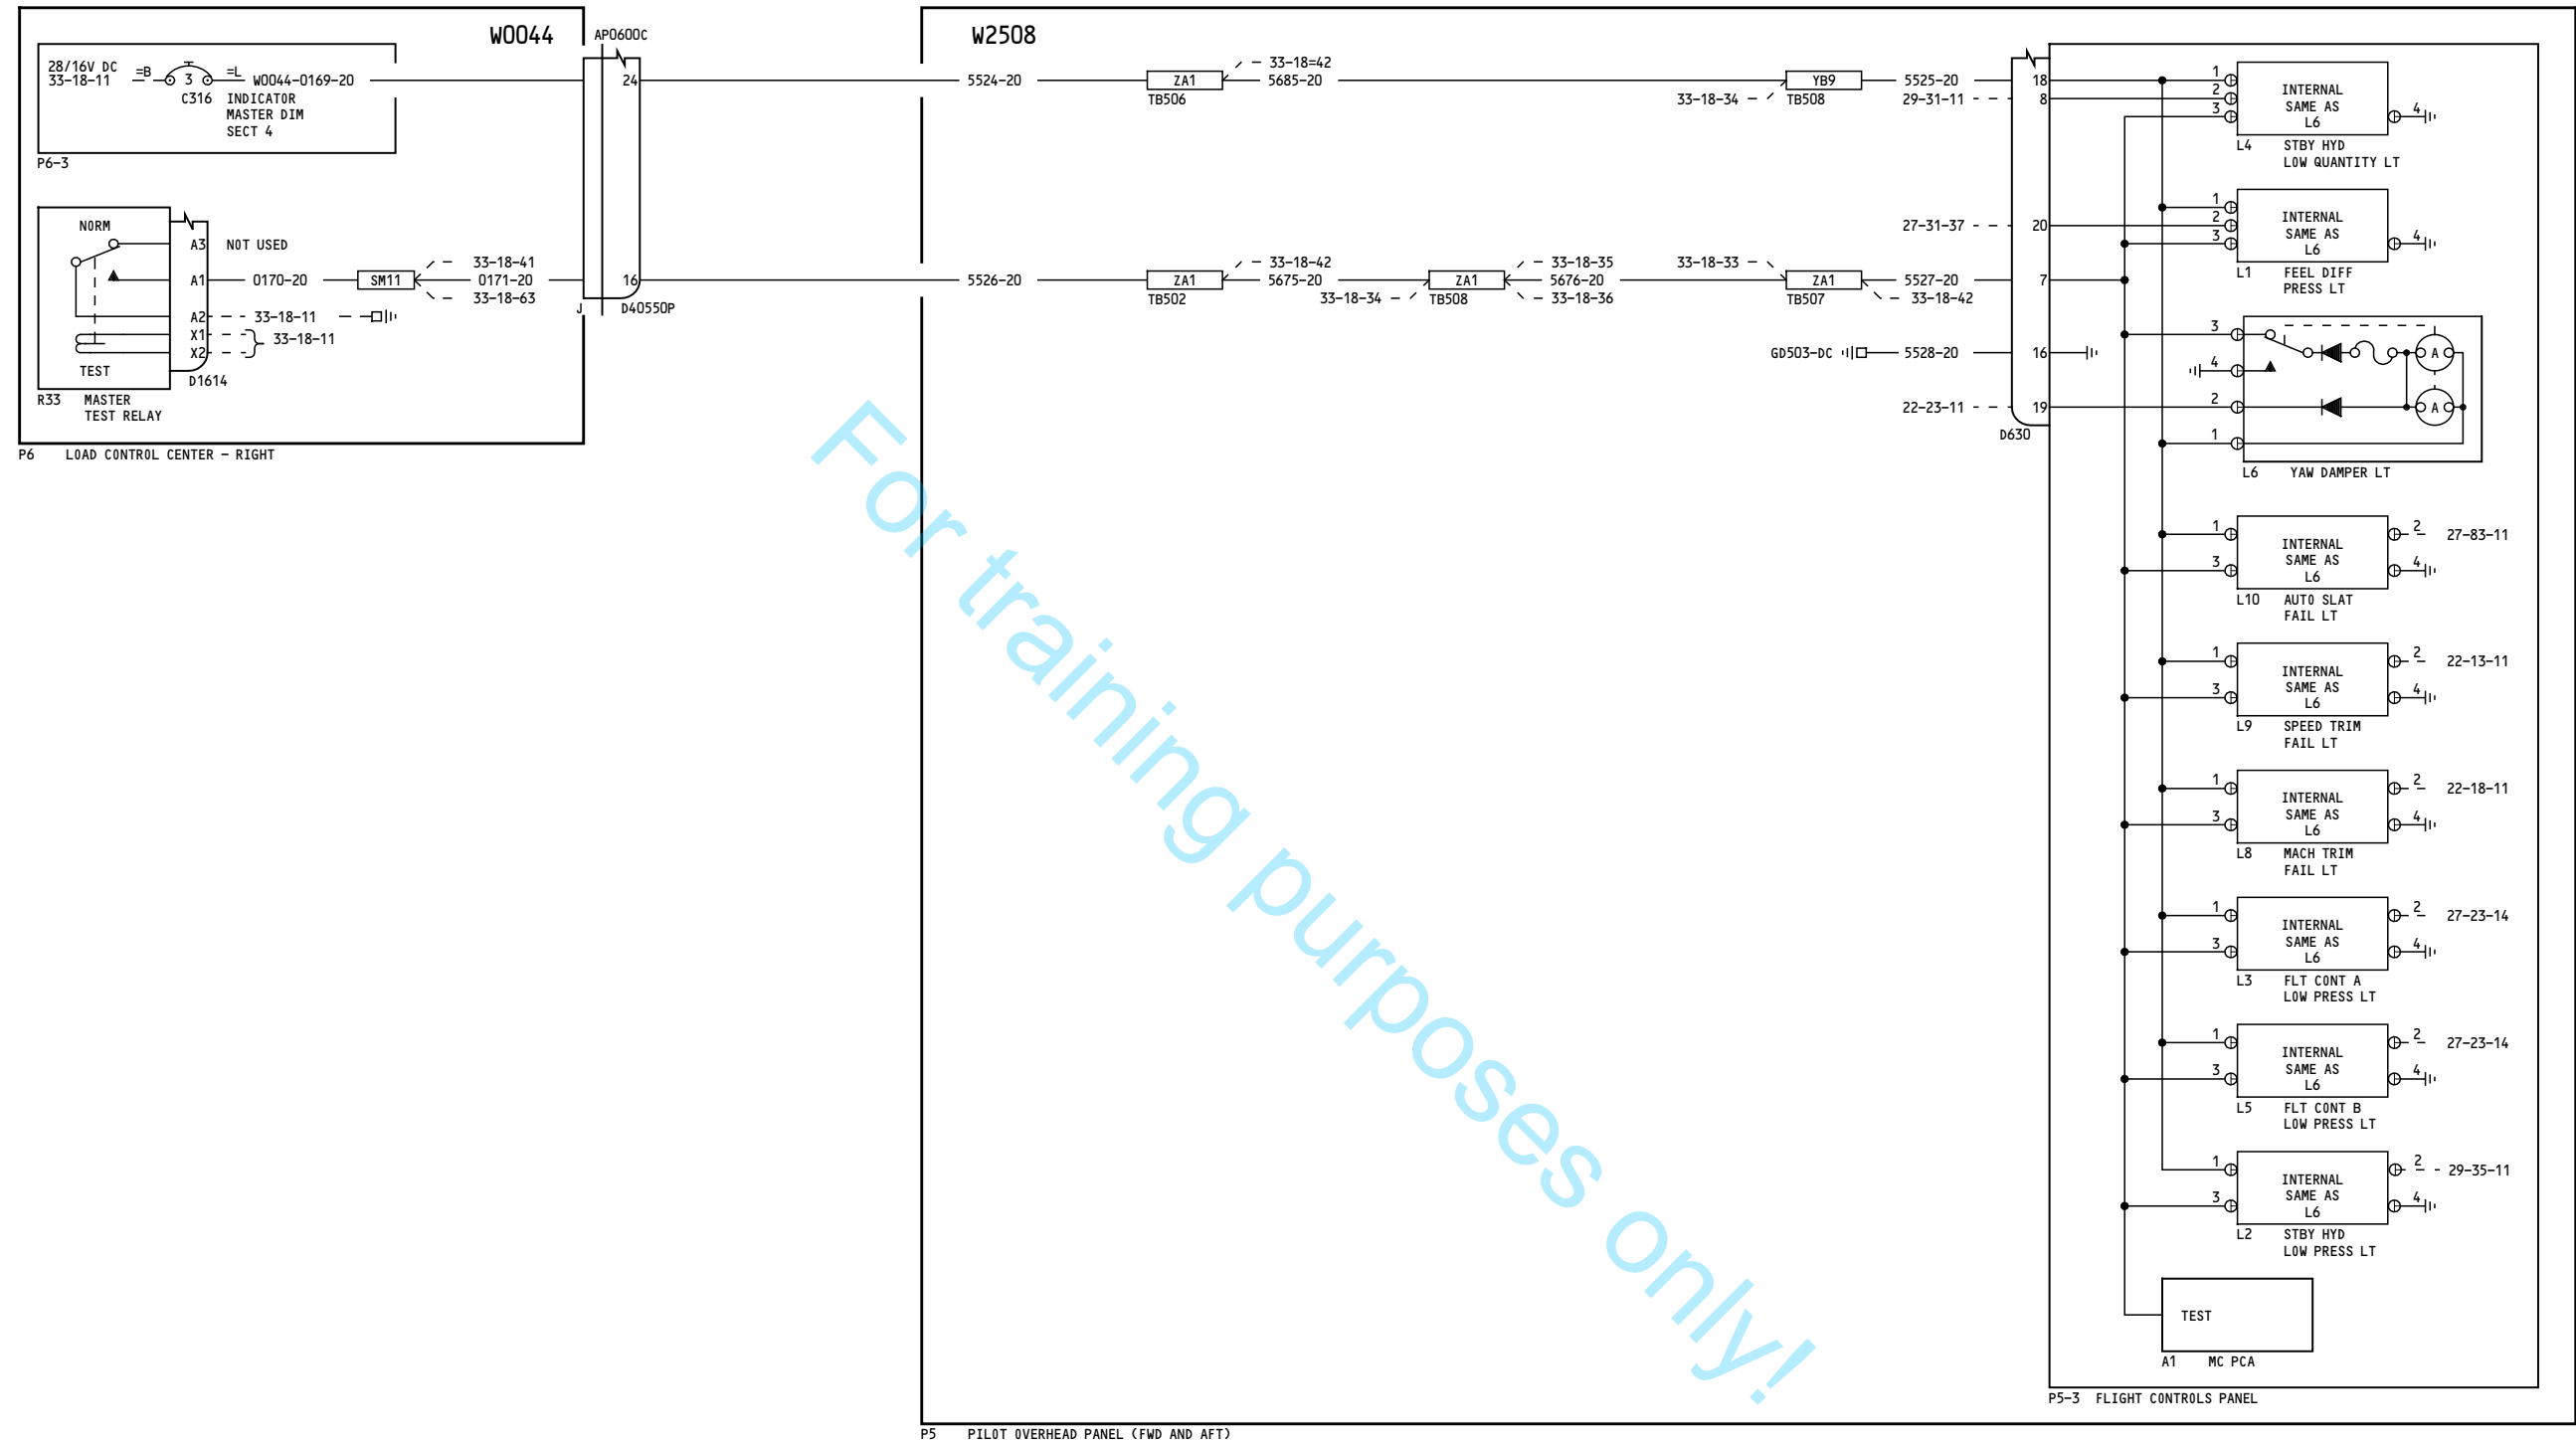 W0044
AP0600C
W2508
28/16V DC
33-18-11
=B
3
=L
W0044-0169-20
C316
INDICATOR
MASTER DIM
SECT 4
P6-3
24
5524-20
ZA1
TB506
33-18=42
5685-20
33-18-34
YB9
TB508
5525-20
29-31-11
18
8
1
2
3
INTERNAL
SAME AS
L6
4
L4 STBY HYD
LOW QUANTITY LT
NORM
TEST
A3
NOT USED
A1
0170-20
SM11
33-18-41
0171-20
33-18-63
A2
33-18-11
X1
X2
33-18-11
D1614
R33 MASTER
TEST RELAY
P6 LOAD CONTROL CENTER - RIGHT
16
J
D40550P
5526-20
ZA1
TB502
33-18-42
5675-20
33-18-34
ZA1
TB508
33-18-35
5676-20
33-18-36
33-18-33
ZA1
TB507
5527-20
33-18-42
27-31-37
20
7
GD503-DC
5528-20
16
22-23-11
19
D630
1
2
3
INTERNAL
SAME AS
L6
4
L1 FEEL DIFF
PRESS LT
3
4
2
1
A
A
L6 YAW DAMPER LT
1
3
INTERNAL
SAME AS
L6
2
27-83-11
4
L10 AUTO SLAT
FAIL LT
1
3
INTERNAL
SAME AS
L6
2
22-13-11
4
L9 SPEED TRIM
FAIL LT
1
3
INTERNAL
SAME AS
L6
2
22-18-11
4
L8 MACH TRIM
FAIL LT
1
3
INTERNAL
SAME AS
L6
2
27-23-14
4
L3 FLT CONT A
LOW PRESS LT
1
3
INTERNAL
SAME AS
L6
2
27-23-14
4
L5 FLT CONT B
LOW PRESS LT
1
3
INTERNAL
SAME AS
L6
2
29-35-11
4
L2 STBY HYD
LOW PRESS LT
TEST
A1 MC PCA
P5-3 FLIGHT CONTROLS PANEL
P5 PILOT OVERHEAD PANEL (FWD AND AFT)
For training purposes only!